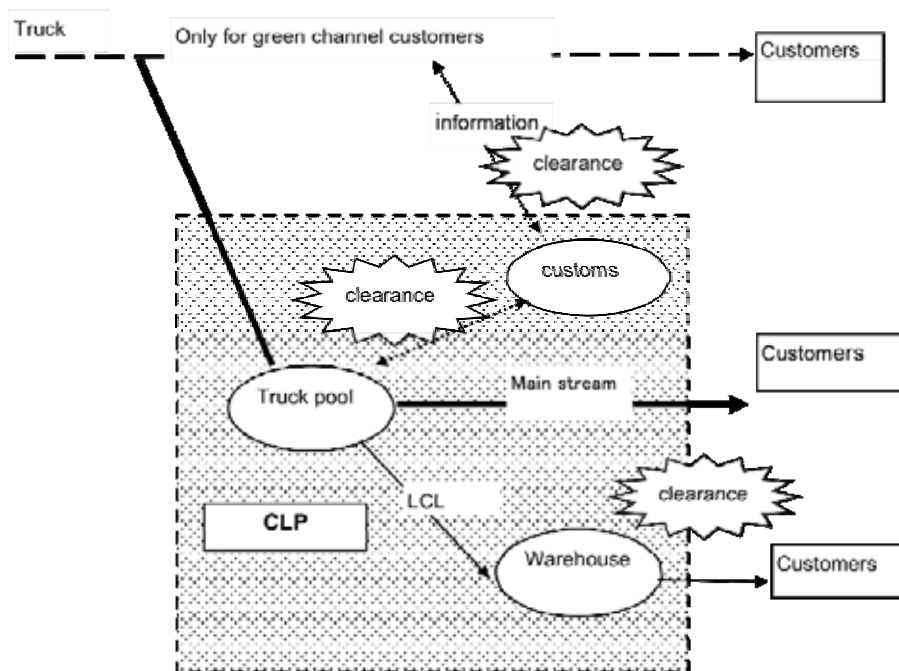 Truck
Only for green channel customers
Customers
information
clearance
customs
clearance
Customers
Main stream
Truck pool
clearance
LCL
CLP
Warehouse
Customers